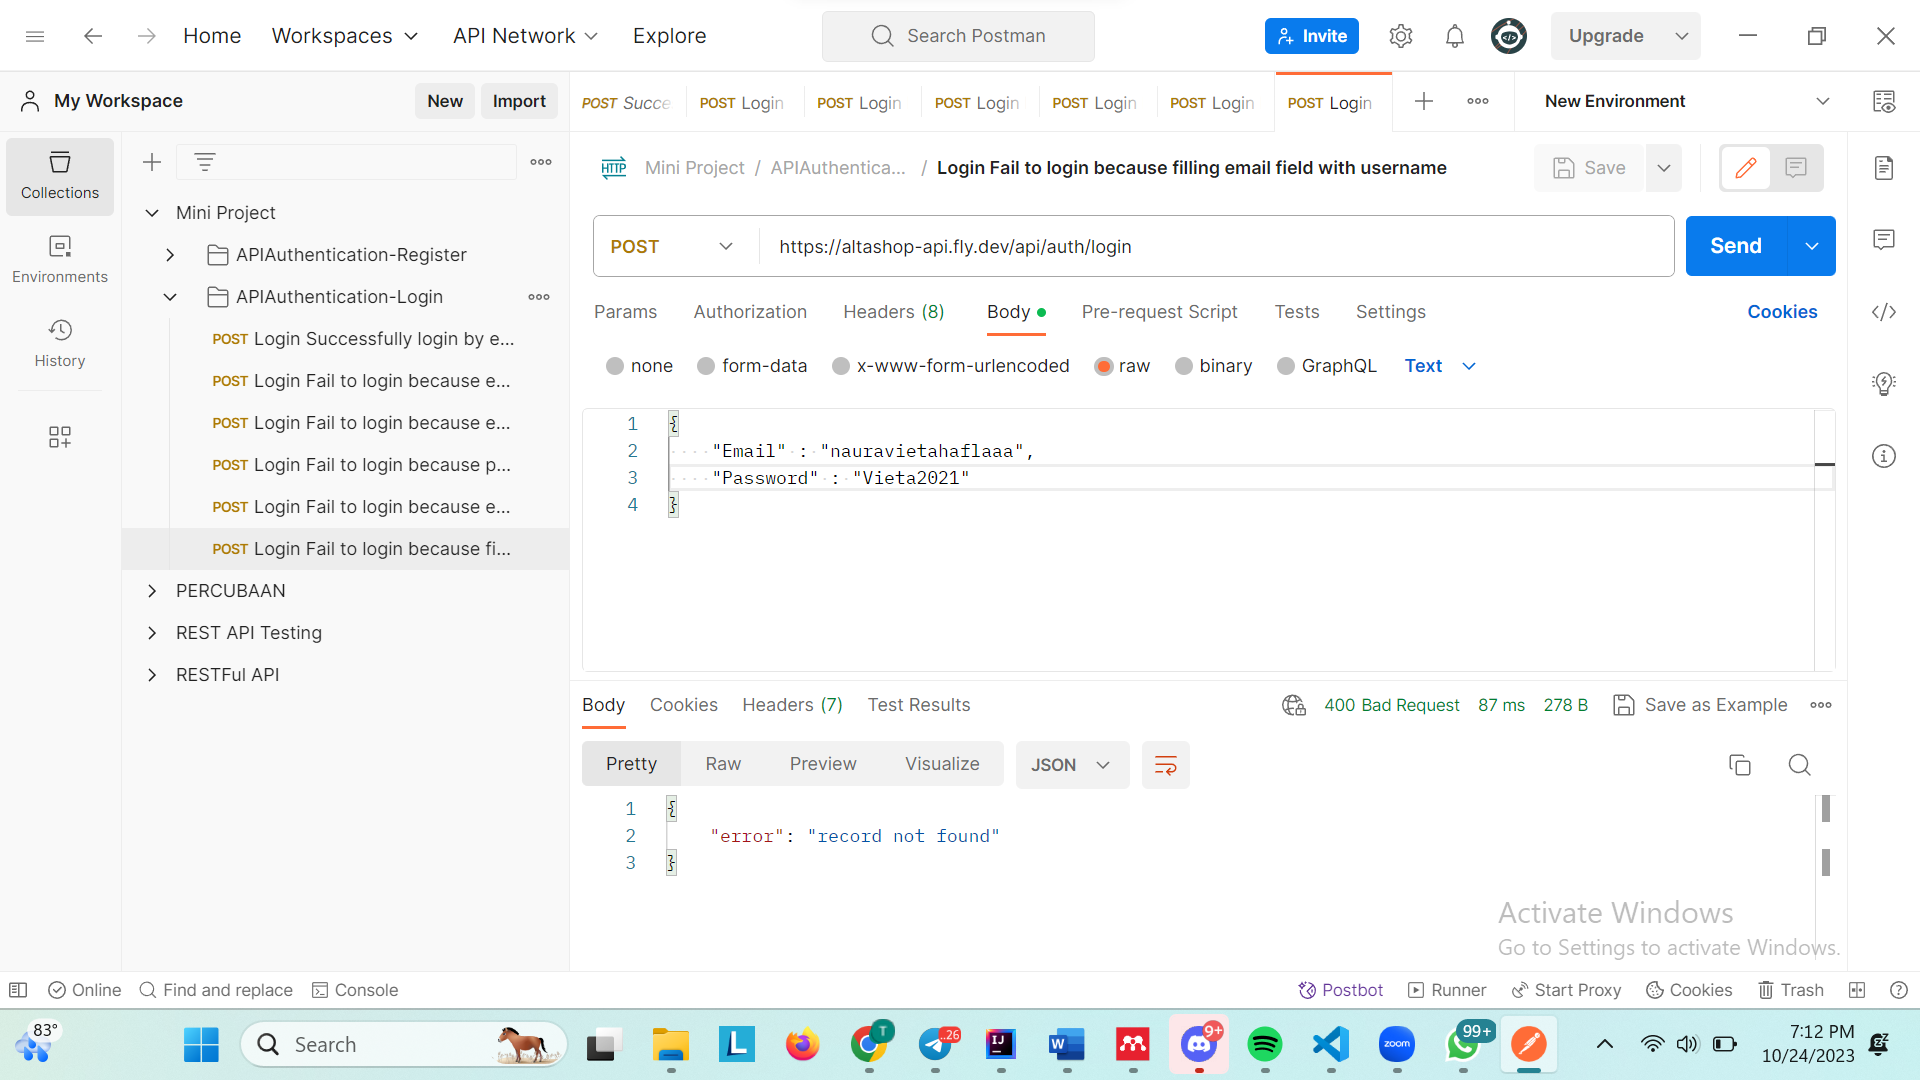 Home
Workspaces
API Network
Explore
Search Postman
Invite
Upgrade
My Workspace
New
Import
POST Succe
POST Login
POST Login
POST Login
POST Login
POST Login
POST Login
New Environment
Collections
Environments
History
Mini Project
APIAuthentication-Register
APIAuthentication-Login
POST Login Successfully login by e...
POST Login Fail to login because e...
POST Login Fail to login because e...
POST Login Fail to login because p...
POST Login Fail to login because e...
POST Login Fail to login because fi...
PERCUBAAN
REST API Testing
RESTFul API
HTTP
Mini Project / APIAuthentica... / Login Fail to login because filling email field with username
Save
POST
https://altashop-api.fly.dev/api/auth/login
Send
Params
Authorization
Headers (8)
Body
Pre-request Script
Tests
Settings
Cookies
none
form-data
x-www-form-urlencoded
raw
binary
GraphQL
Text
1 {
2 "Email" : "nauravietahaflaaa",
3 "Password" : "Vieta2021"
4 }
Body
Cookies
Headers (7)
Test Results
400 Bad Request
87 ms
278 B
Save as Example
Pretty
Raw
Preview
Visualize
JSON
1 {
2 "error": "record not found"
3 }
Activate Windows
Go to Settings to activate Windows.
Online
Find and replace
Console
Postbot
Runner
Start Proxy
Cookies
Trash
83°
Search
L
T
..26
IJ
W
9+
zoom
99+
7:12 PM
10/24/2023